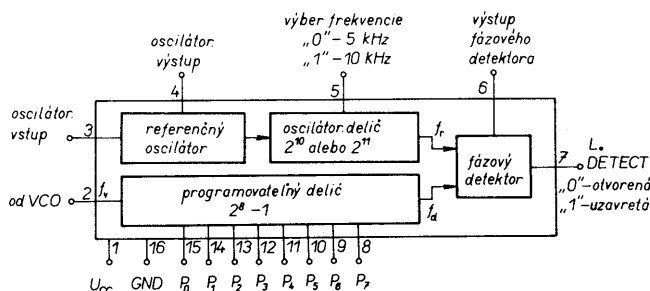 oscilátor.
výstup
4
výber frekvencie
„0"-5 kHz
„1"-10 kHz
5
výstup
fázového
detektora
6
oscilátor.
vstup
3
referenčný
oscilátor
oscilátor. delič
2¹⁰ alebo 2¹¹
fᵣ
fázový
detektor
7
L.
DETECT
„0"-otvorená
„1"-uzavretá
od VCO
2
fᵥ
programovateľný delič
2⁸-1
f_d
1
16
15
14
13
12
11
10
9
8
U_cc
GND
P₀
P₁
P₂
P₃
P₄
P₅
P₆
P₇